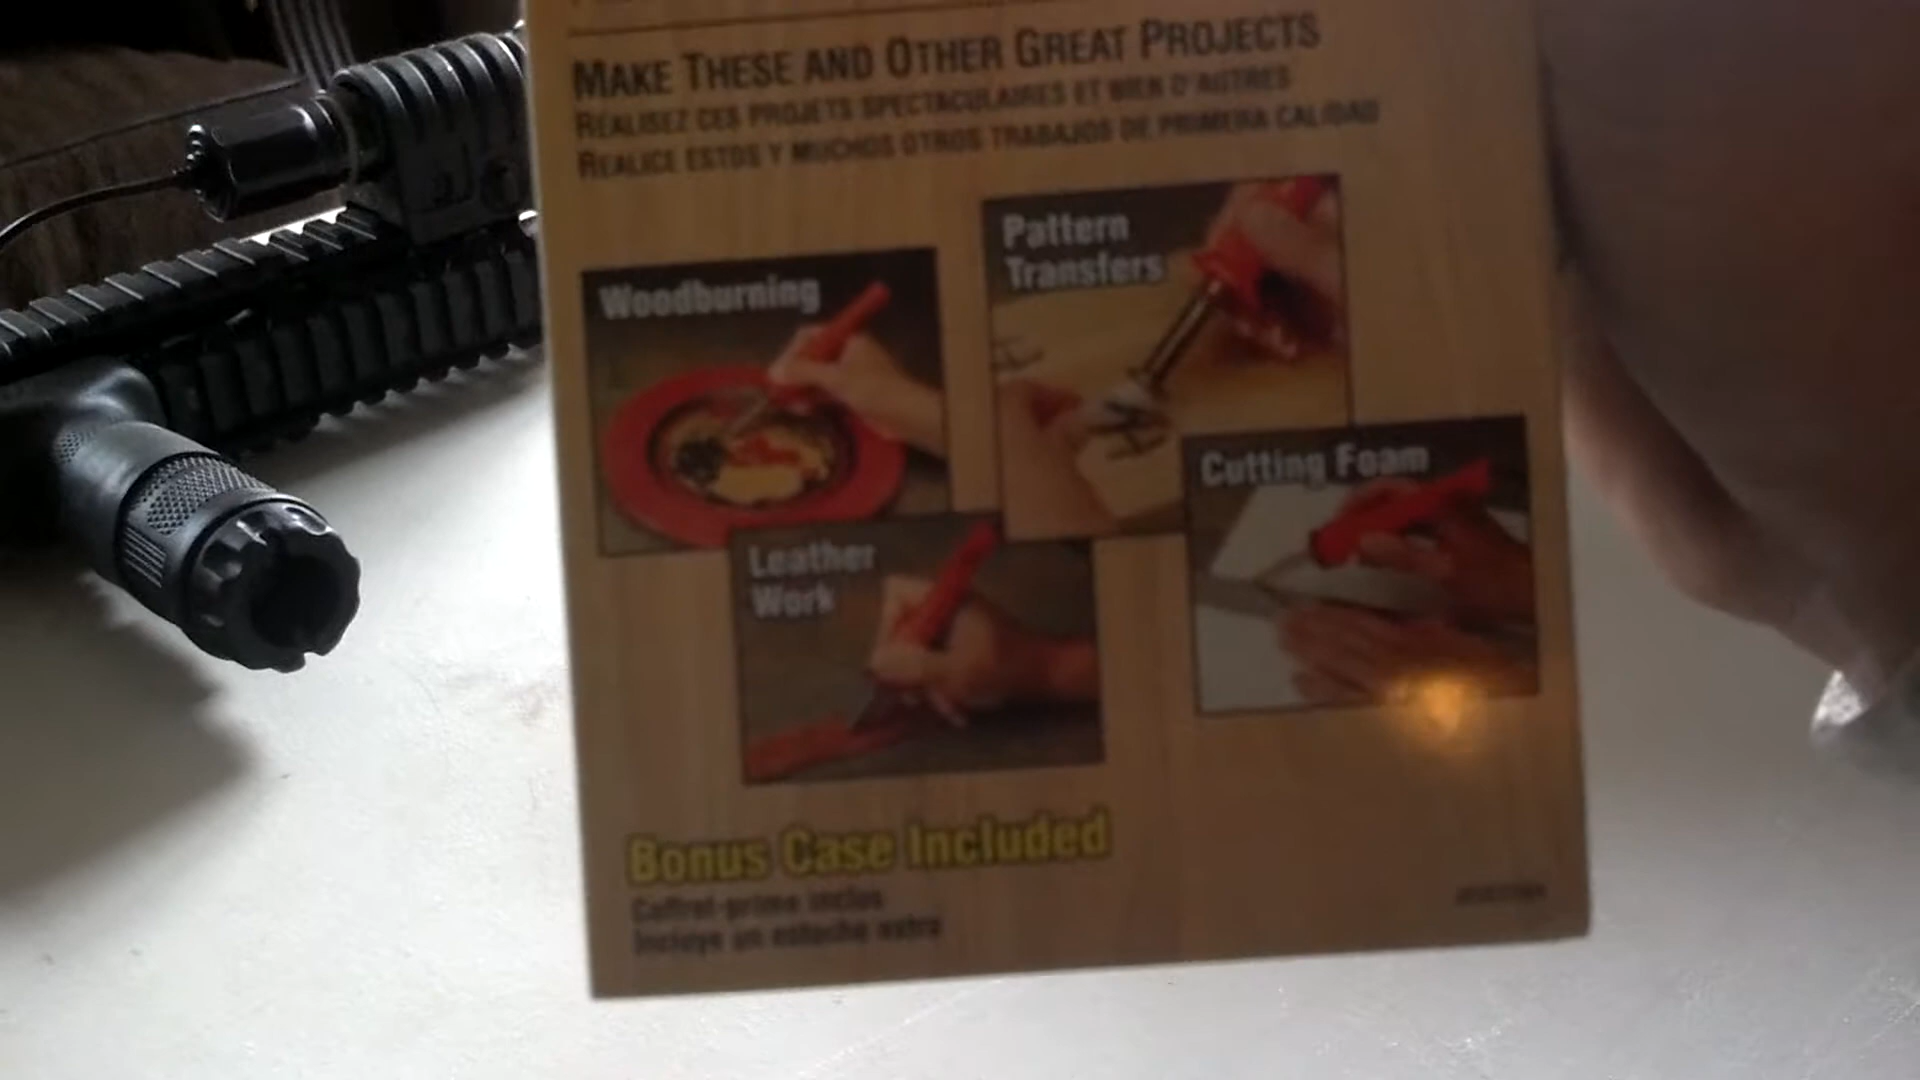 MAKE THESE AND OTHER GREAT PROJECTS
RÉALISEZ CES PROJETS SPECTACULAIRES ET BIEN D'AUTRES
REALICE ESTOS Y MUCHOS OTROS TRABAJOS DE PRIMERA CALIDAD
Woodburning
Pattern
Transfers
Cutting Foam
Leather
Work
Bonus Case Included
Coffret-prime inclus
Incluye un estuche extra